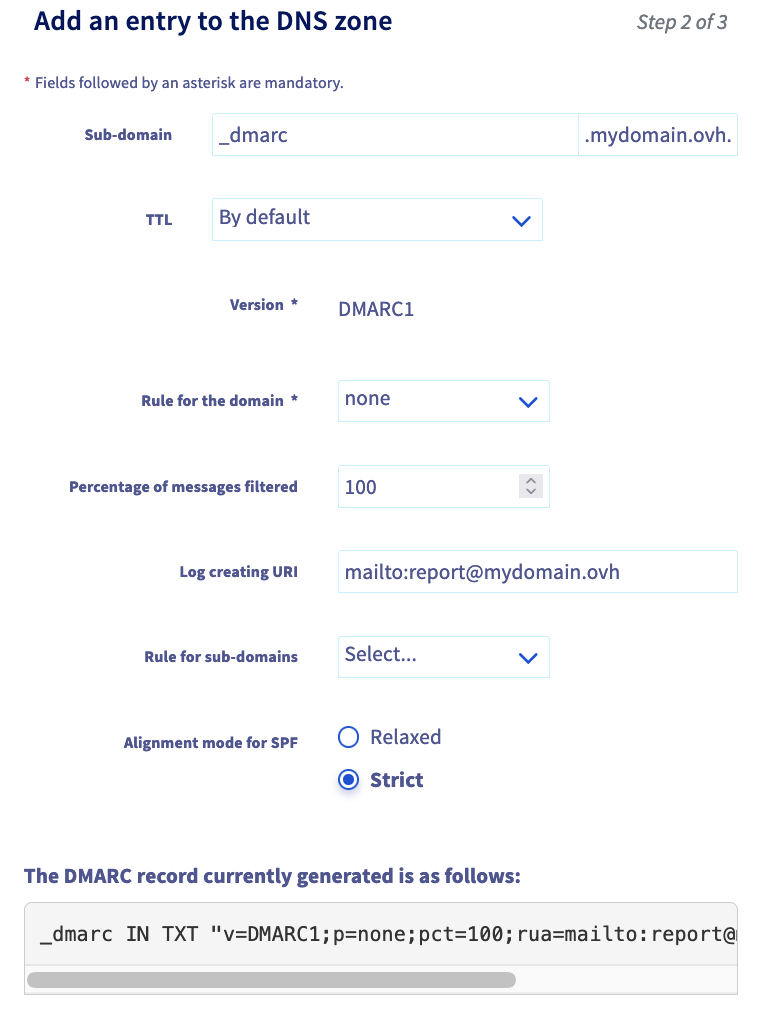 Add an entry to the DNS zone
Step 2 of 3
* Fields followed by an asterisk are mandatory.
Sub-domain
_dmarc
.mydomain.ovh.
TTL
By default
Version *
DMARC1
Rule for the domain *
none
Percentage of messages filtered
100
Log creating URI
mailto:report@mydomain.ovh
Rule for sub-domains
Select...
Alignment mode for SPF
Relaxed
Strict
The DMARC record currently generated is as follows:
_dmarc IN TXT "v=DMARC1;p=none;pct=100;rua=mailto:report@